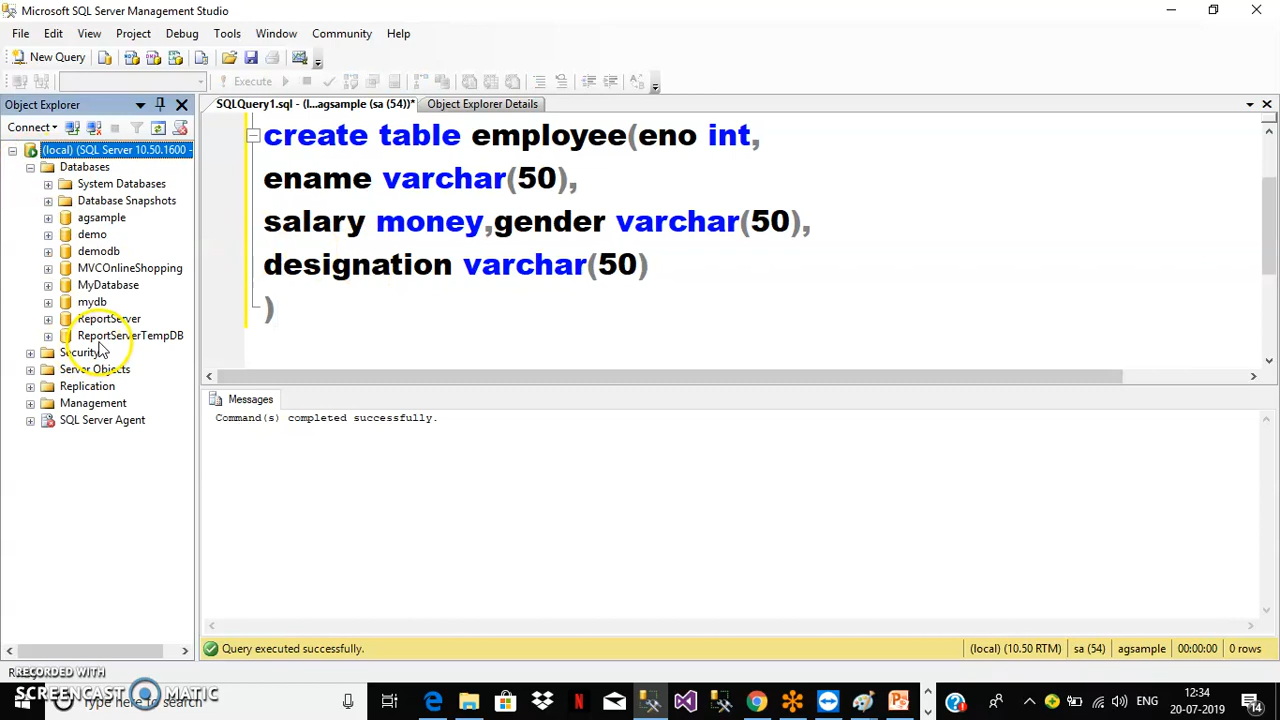 Microsoft SQL Server Management Studio
File Edit View Project Debug Tools Window Community Help
New Query
Execute
Object Explorer
SQLQuery1.sql - (l...agsample (sa (54))* Object Explorer Details
Connect
(local) (SQL Server 10.50.1600 -
Databases
System Databases
Database Snapshots
agsample
demo
demodb
MVCOnlineShopping
MyDatabase
mydb
ReportServer
ReportServerTempDB
Security
Server Objects
Replication
Management
SQL Server Agent
create table employee(eno int,
ename varchar(50),
salary money,gender varchar(50),
designation varchar(50)
)
Messages
Command(s) completed successfully.
Query executed successfully. (local) (10.50 RTM) sa (54) agsample 00:00:00 0 rows
RECORDED WITH
SCREENCAST MATIC
Type here to search
ENG
12:34
20-07-2019
14